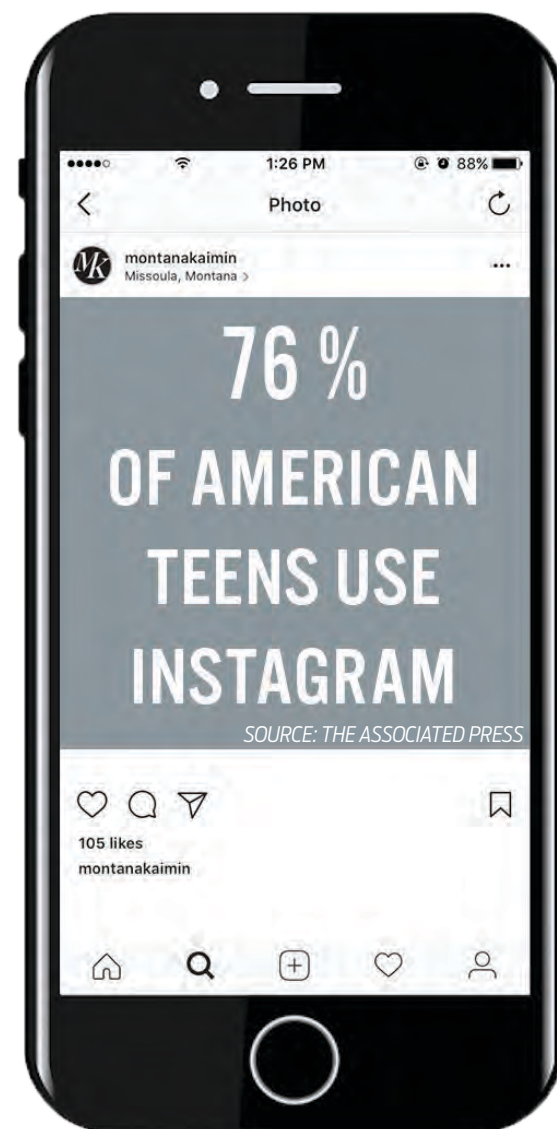 1:26 PM 88%
Photo
MK montanakaimin
Missoula, Montana >
76 %
OF AMERICAN
TEENS USE
INSTAGRAM
SOURCE: THE ASSOCIATED PRESS
105 likes
montanakaimin